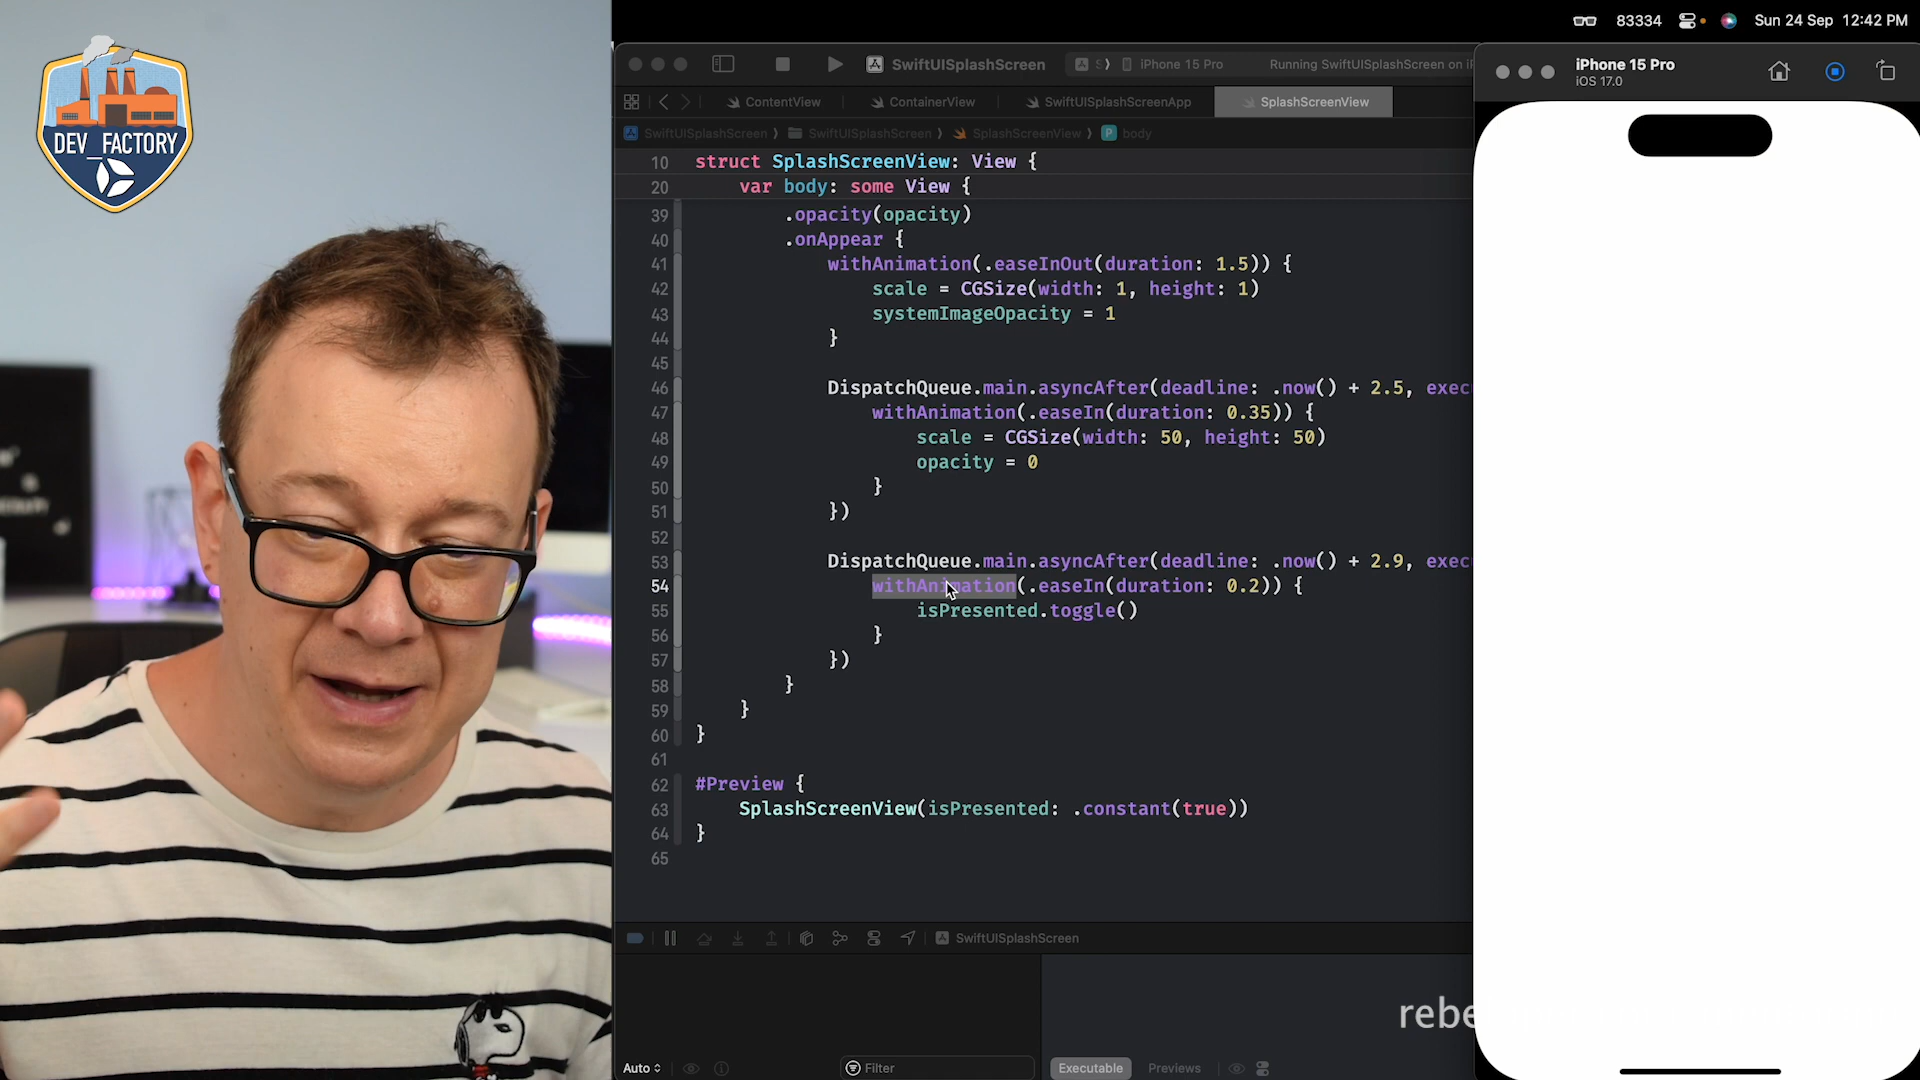 DEV_FACTORY
83334
Sun 24 Sep 12:42 PM
SwiftUISplashScreen
iPhone 15 Pro
Running SwiftUISplashScreen on iP
iPhone 15 Pro
iOS 17.0
ContentView
ContainerView
SwiftUISplashScreenApp
SplashScreenView
SwiftUISplashScreen
SwiftUISplashScreen
SplashScreenView
P
body
10 struct SplashScreenView: View {
20 var body: some View {
39 .opacity(opacity)
40 .onAppear {
41 withAnimation(.easeInOut(duration: 1.5)) {
42 scale = CGSize(width: 1, height: 1)
43 systemImageOpacity = 1
44 }
45
46 DispatchQueue.main.asyncAfter(deadline: .now() + 2.5, exec
47 withAnimation(.easeIn(duration: 0.35)) {
48 scale = CGSize(width: 50, height: 50)
49 opacity = 0
50 }
51 })
52
53 DispatchQueue.main.asyncAfter(deadline: .now() + 2.9, exec
54 withAnimation(.easeIn(duration: 0.2)) {
55 isPresented.toggle()
56 }
57 })
58 }
59 }
60 }
61
62 #Preview {
63 SplashScreenView(isPresented: .constant(true))
64 }
65
SwiftUISplashScreen
rebe
Auto
Filter
Executable
Previews